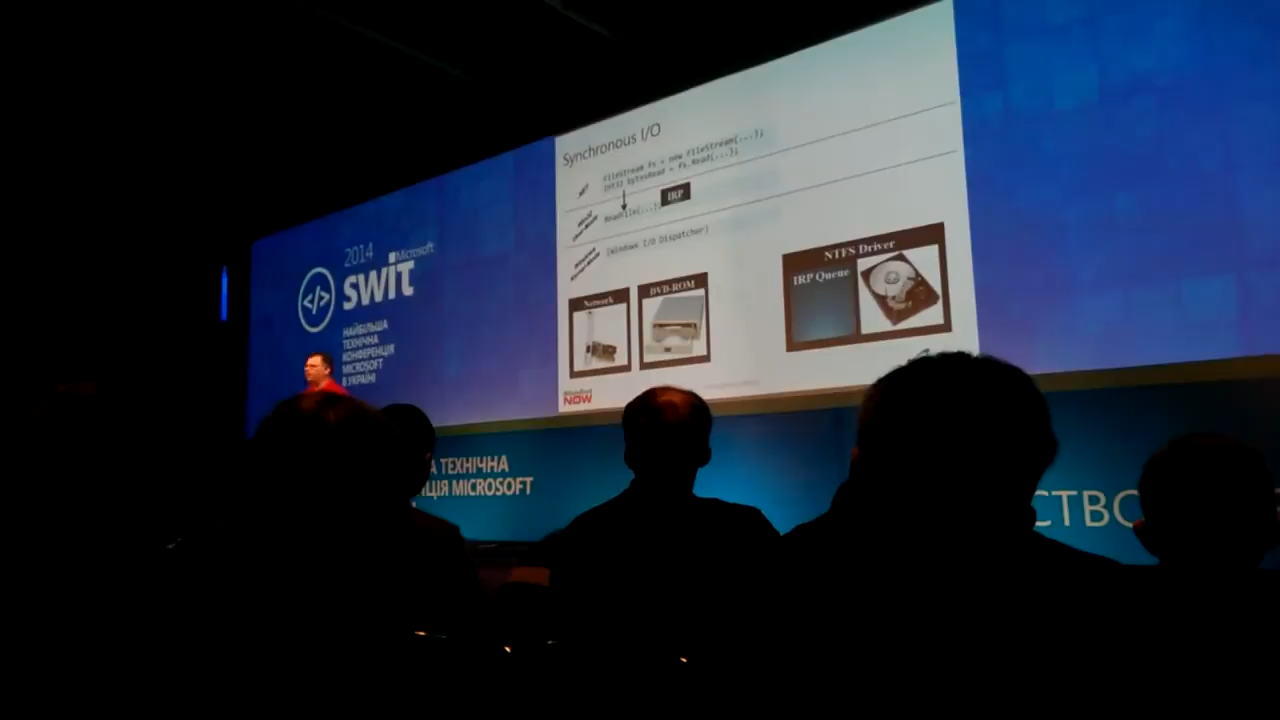 2014
Microsoft
swit
НАЙБІЛЬША
ТЕХНІЧНА
КОНФЕРЕНЦІЯ
MICROSOFT
В УКРАЇНІ
Synchronous I/O
.NET
FileStream fs = new FileStream(...);
Int32 bytesRead = fs.Read(...);
IRP
ReadFile(...);
(Windows I/O Dispatcher)
Network
DVD-ROM
NTFS Driver
IRP Queue
NOW
А ТЕХНІЧНА
ЦІЯ MICROSOFT
СТВО